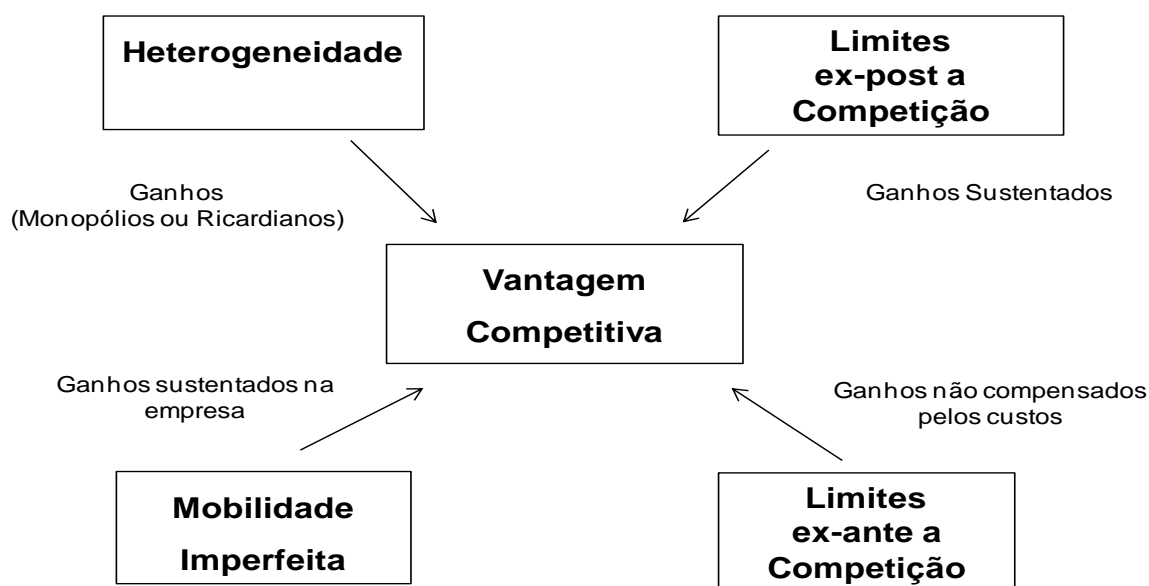 Heterogeneidade
Limites
ex-post a
Competição
Ganhos
(Monopólios ou Ricardianos)
Ganhos Sustentados
Vantagem
Competitiva
Ganhos sustentados na
empresa
Ganhos não compensados
pelos custos
Mobilidade
Imperfeita
Limites
ex-ante a
Competição